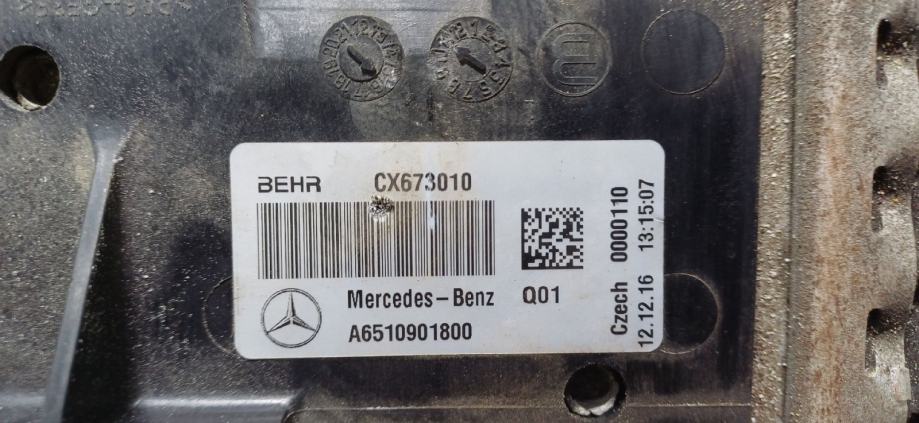 BEHR CX673010
Mercedes-Benz Q01
A6510901800
Czech 0000110
12.12.16 13:15:07